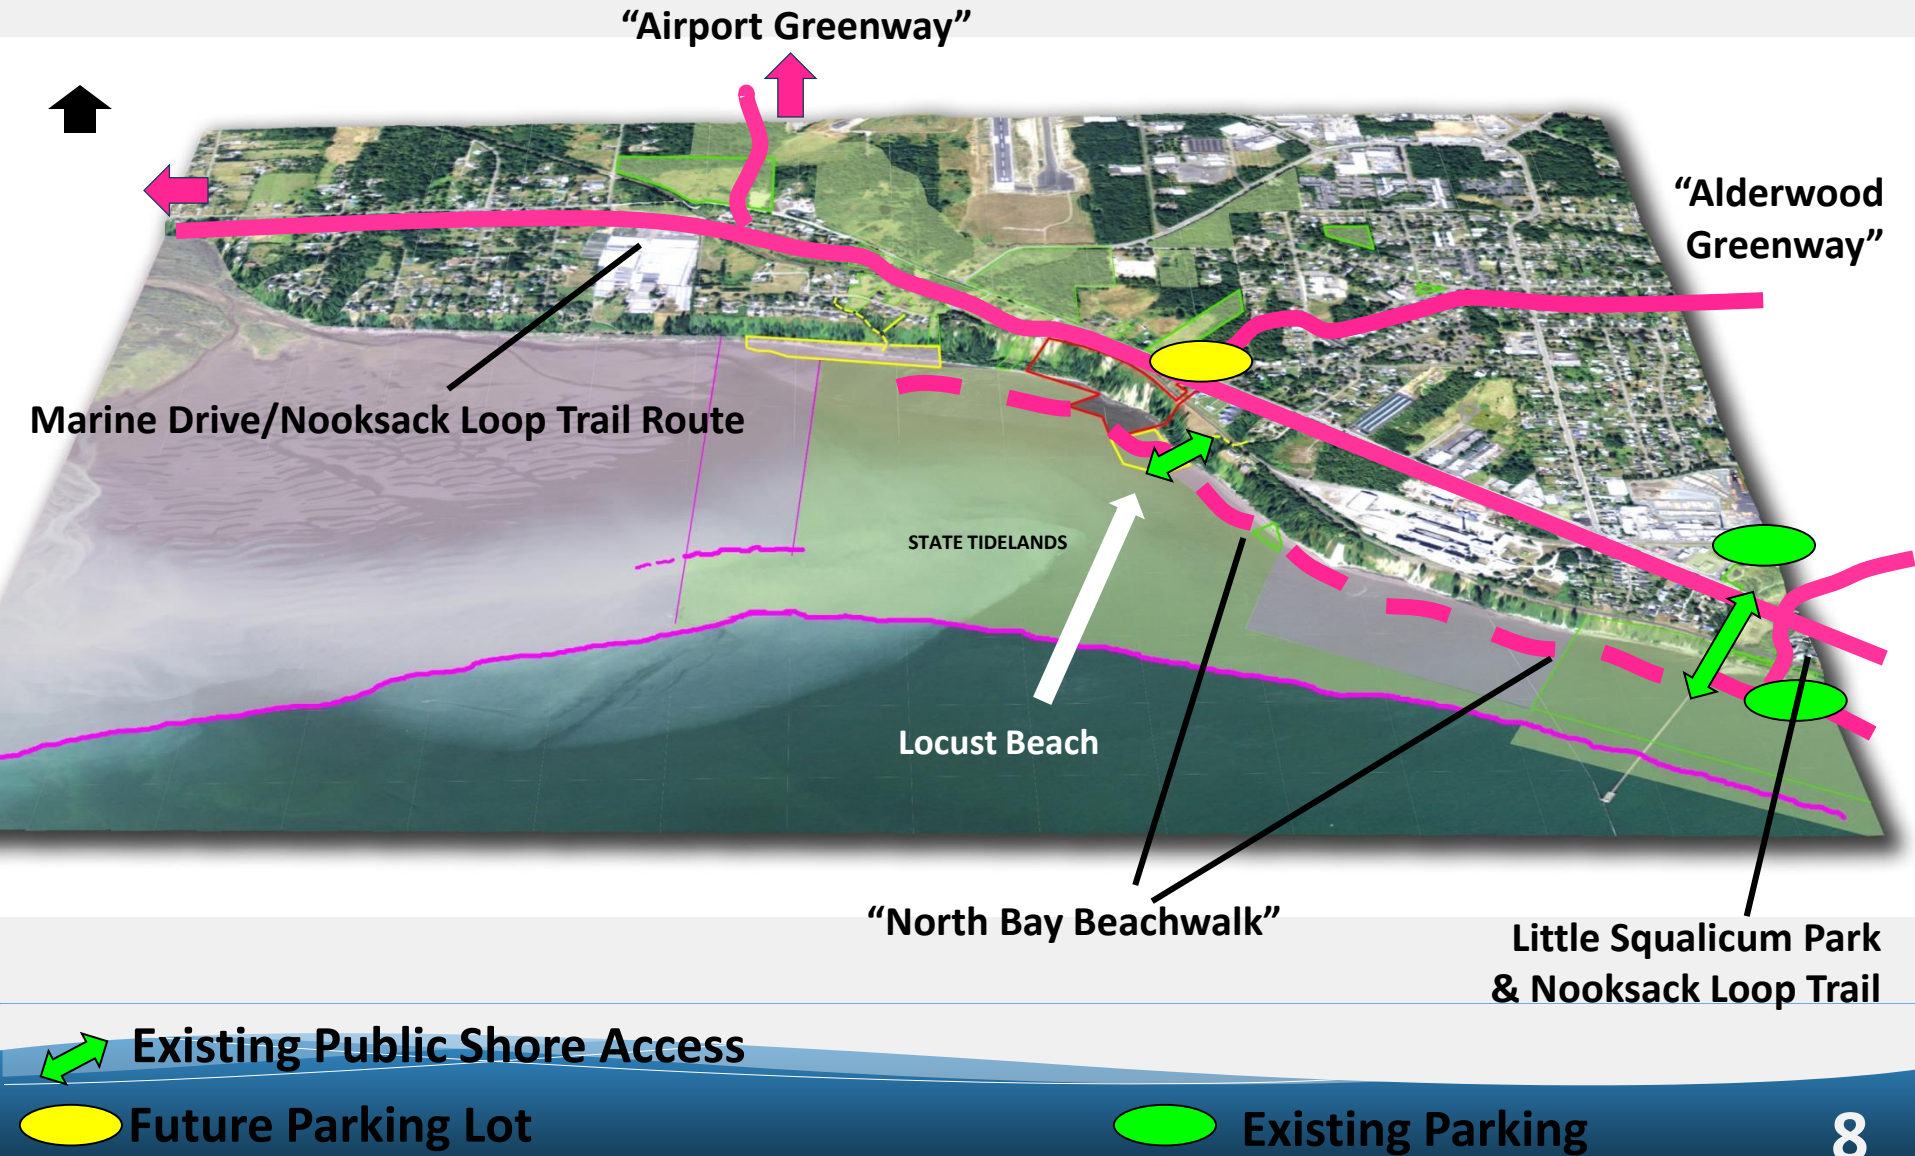 “Airport Greenway”
“Alderwood
Greenway”
Marine Drive/Nooksack Loop Trail Route
STATE TIDELANDS
Locust Beach
“North Bay Beachwalk”
Little Squalicum Park
& Nooksack Loop Trail
Existing Public Shore Access
Future Parking Lot
Existing Parking
8